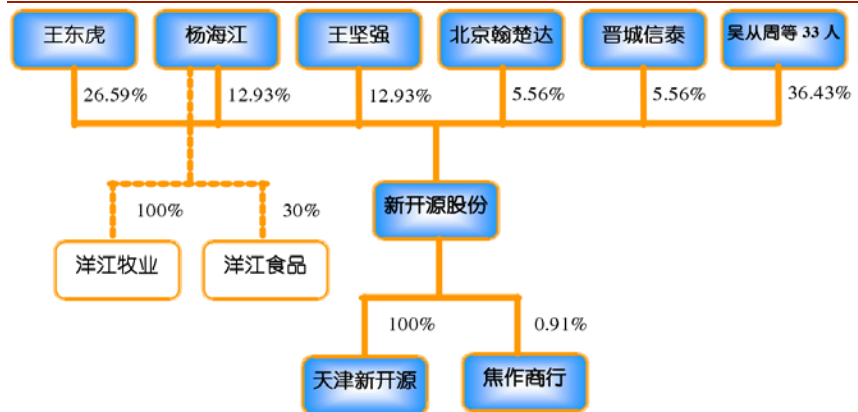 王东虎
杨海江
王坚强
北京翰楚达
晋城信泰
吴从周等 33 人
26.59%
12.93%
12.93%
5.56%
5.56%
36.43%
新开源股份
100%
30%
洋江牧业
洋江食品
100%
0.91%
天津新开源
焦作商行